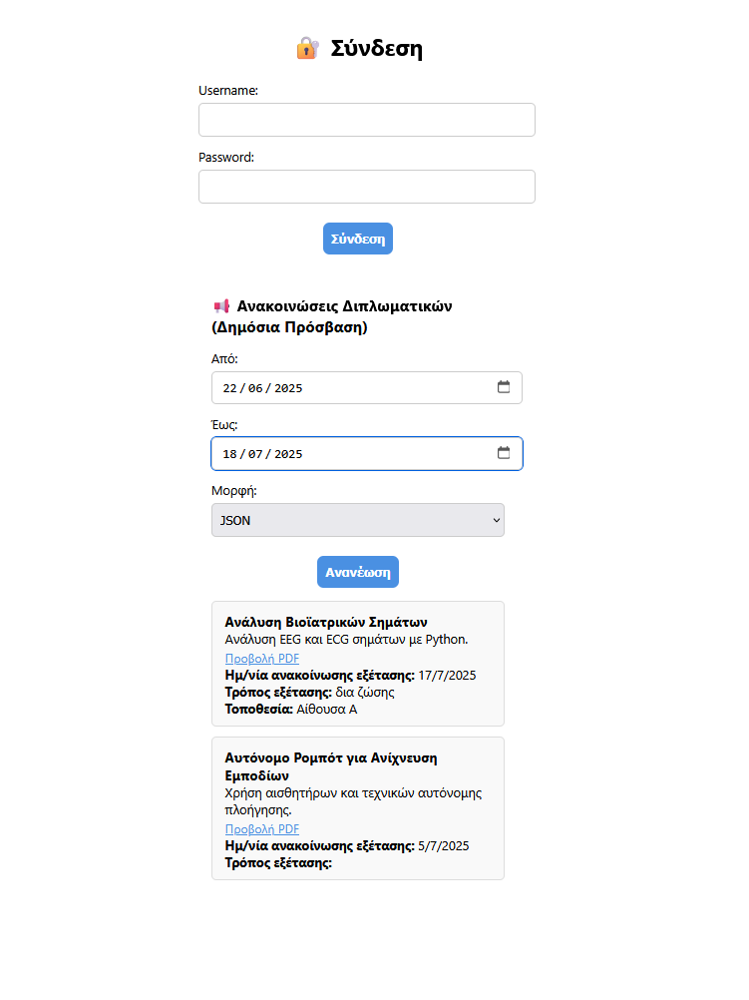 Σύνδεση
Username:
Password:
Σύνδεση
Ανακοινώσεις Διπλωματικών
(Δημόσια Πρόσβαση)
Από:
22 / 06 / 2025
Έως:
18 / 07 / 2025
Μορφή:
JSON
Ανανέωση
Ανάλυση Βιοϊατρικών Σημάτων
Ανάλυση EEG και ECG σημάτων με Python.
Προβολή PDF
Ημ/νία ανακοίνωσης εξέτασης: 17/7/2025
Τρόπος εξέτασης: δια ζώσης
Τοποθεσία: Αίθουσα Α
Αυτόνομο Ρομπότ για Ανίχνευση
Εμποδίων
Χρήση αισθητήρων και τεχνικών αυτόνομης
πλοήγησης.
Προβολή PDF
Ημ/νία ανακοίνωσης εξέτασης: 5/7/2025
Τρόπος εξέτασης: